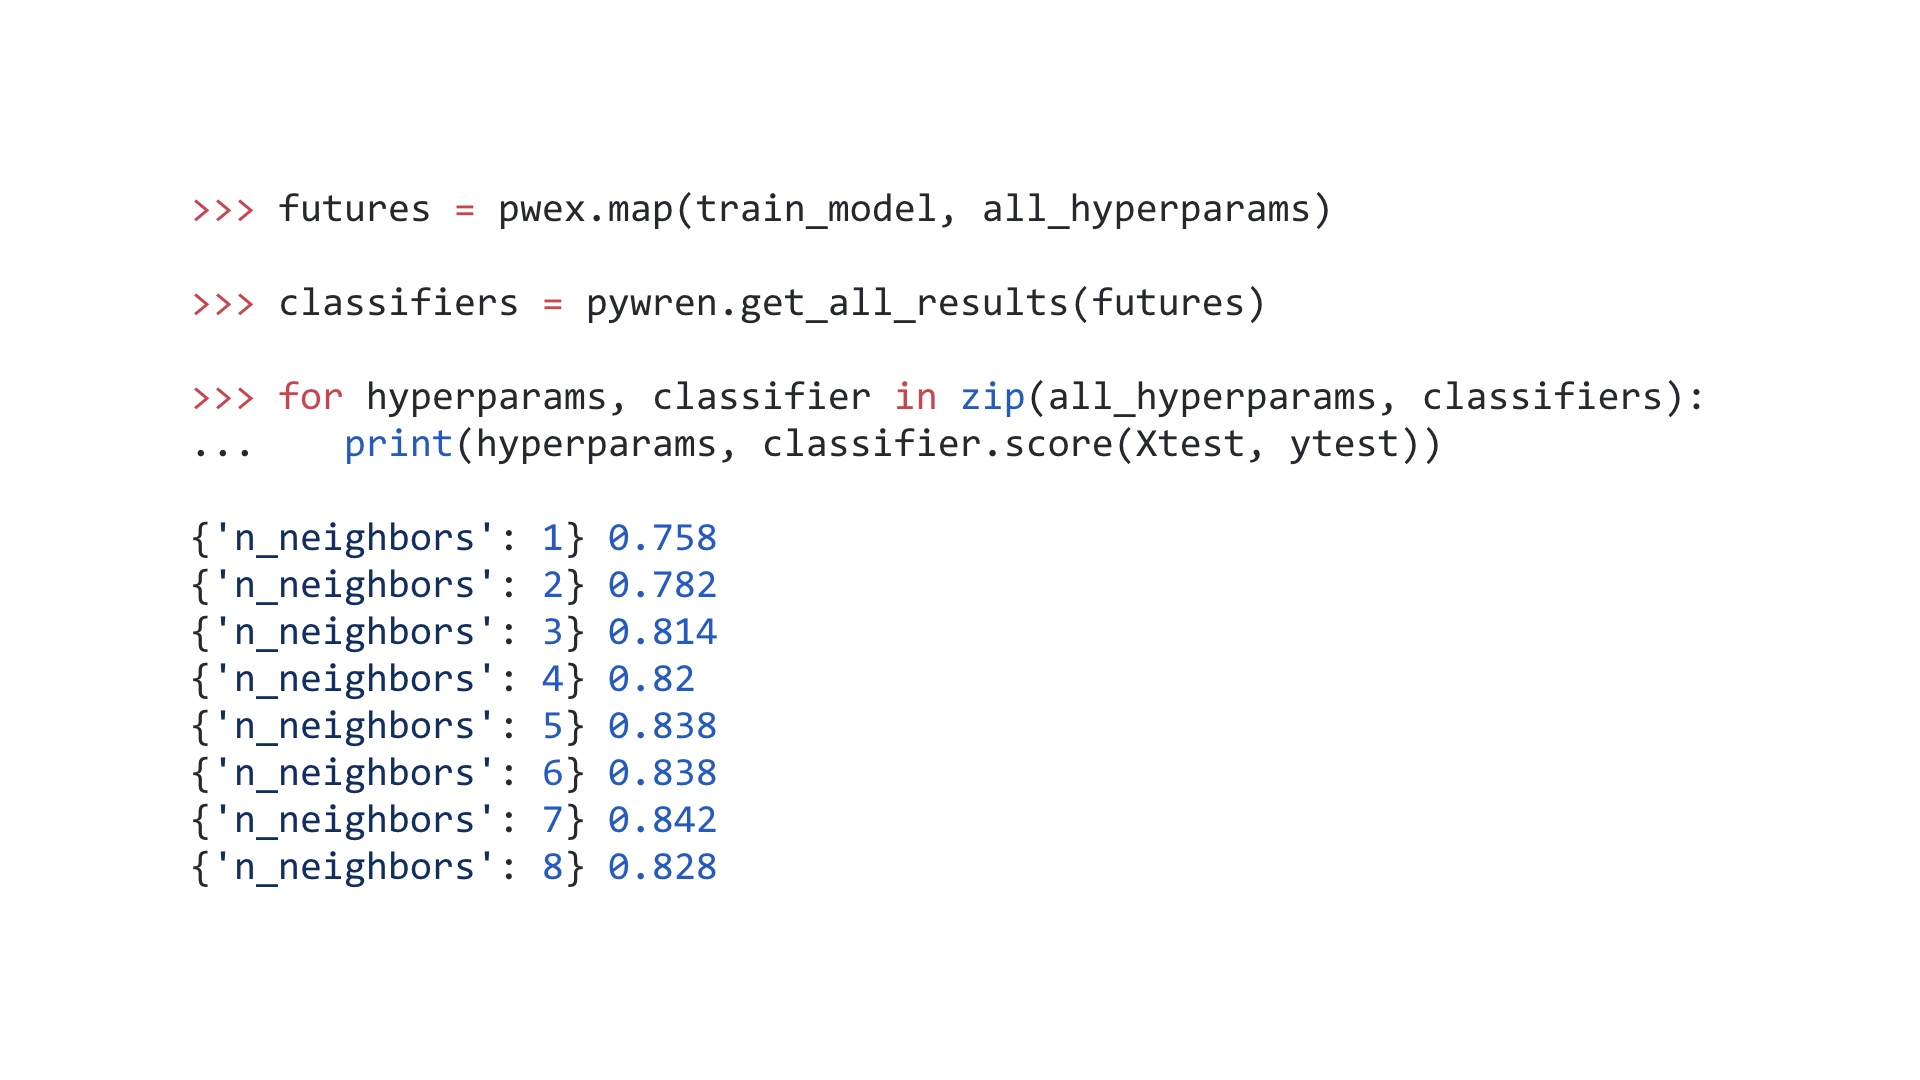 >>> futures = pwex.map(train_model, all_hyperparams)
>>> classifiers = pywren.get_all_results(futures)
>>> for hyperparams, classifier in zip(all_hyperparams, classifiers):
...    print(hyperparams, classifier.score(Xtest, ytest))
{'n_neighbors': 1} 0.758
{'n_neighbors': 2} 0.782
{'n_neighbors': 3} 0.814
{'n_neighbors': 4} 0.82
{'n_neighbors': 5} 0.838
{'n_neighbors': 6} 0.838
{'n_neighbors': 7} 0.842
{'n_neighbors': 8} 0.828